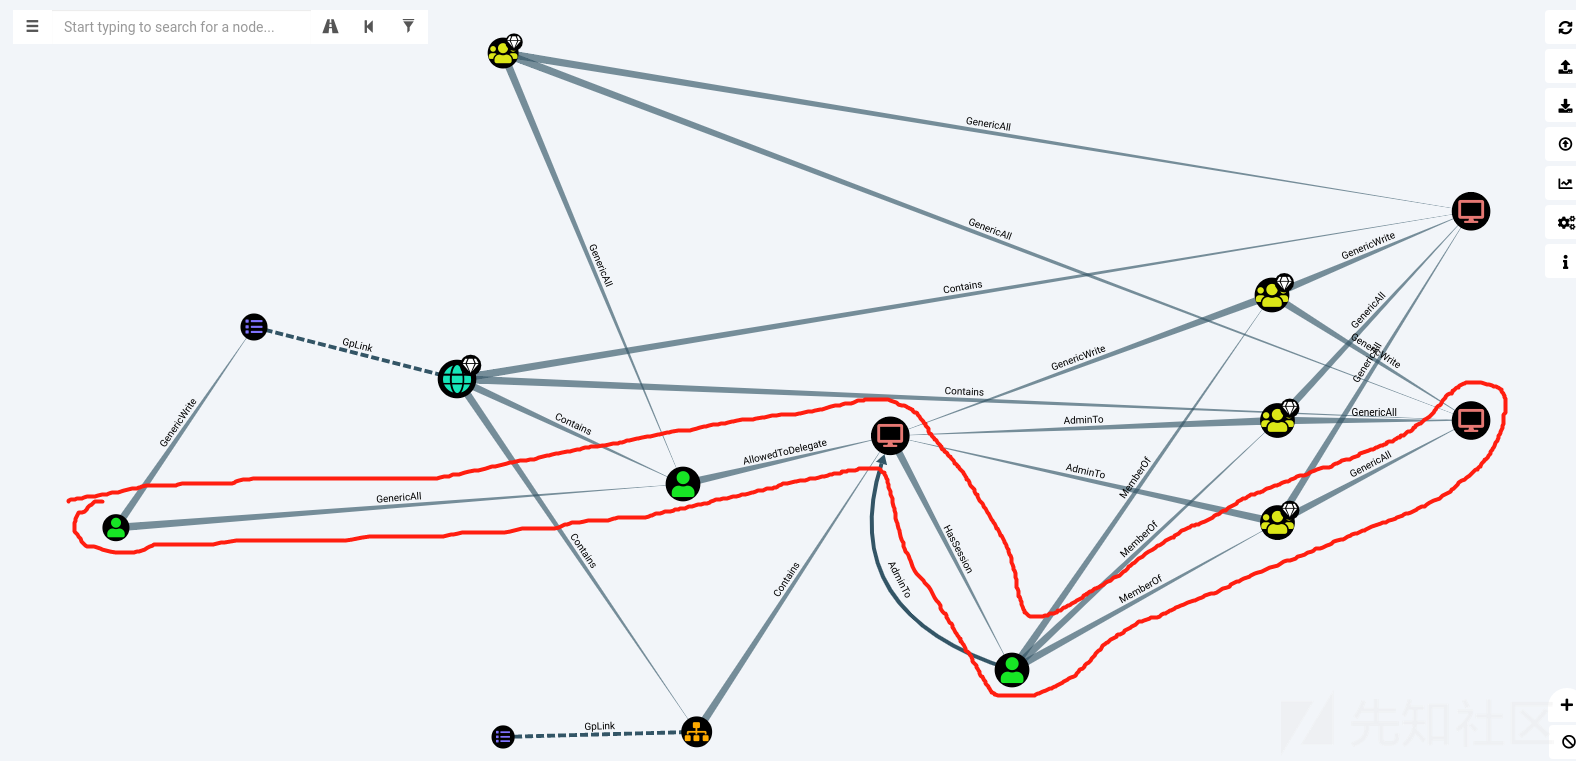 Start typing to search for a node...
GenericAll
GenericAll
GenericWrite
GenericAll
Contains
GenericAll
GpLink
GenericWrite
GenericWrite
GenericAll
Contains
GenericWrite
Contains
AdminTo
GenericAll
AllowedToDelegate
GenericAll
AdminTo
MemberOf
GenericAll
Contains
HasSession
MemberOf
AdminTo
Contains
MemberOf
GpLink
先知社区